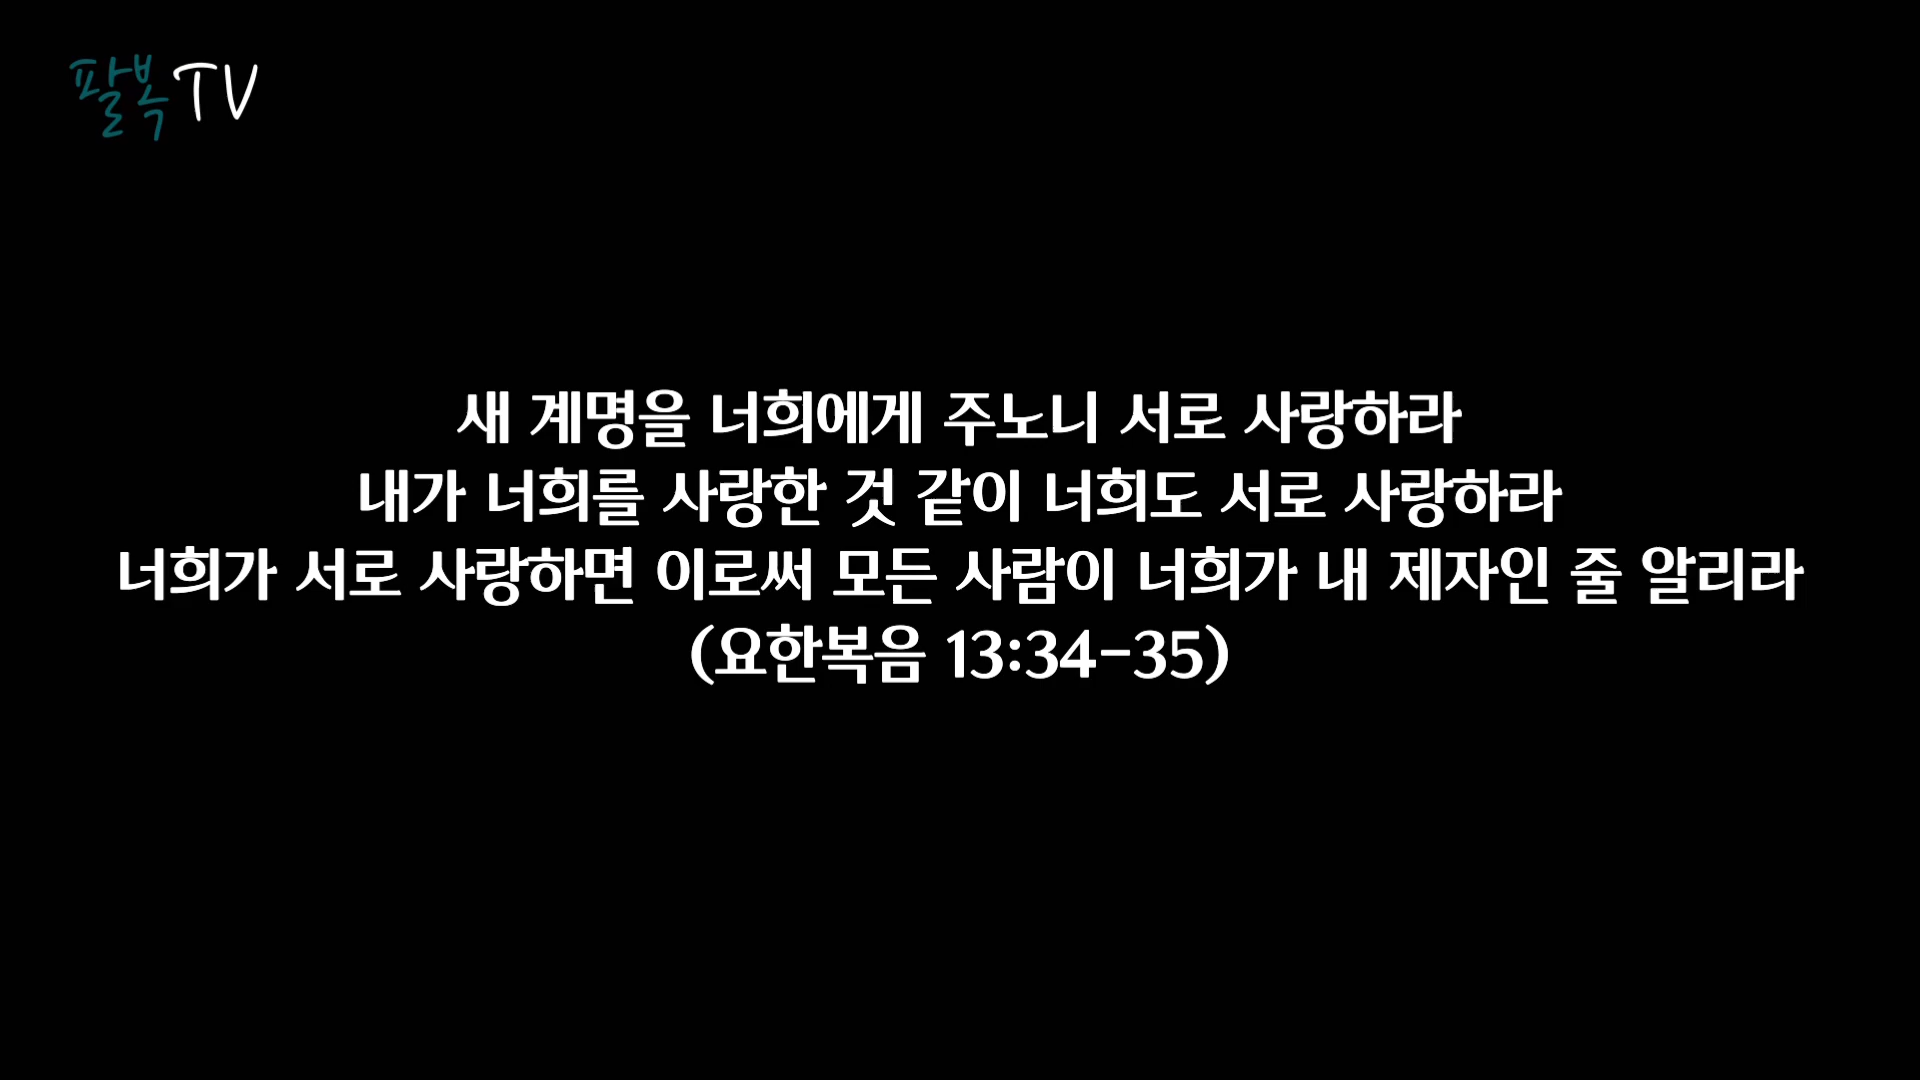 팔복TV
새 계명을 너희에게 주노니 서로 사랑하라
내가 너희를 사랑한 것 같이 너희도 서로 사랑하라
너희가 서로 사랑하면 이로써 모든 사람이 너희가 내 제자인 줄 알리라
(요한복음 13:34-35)